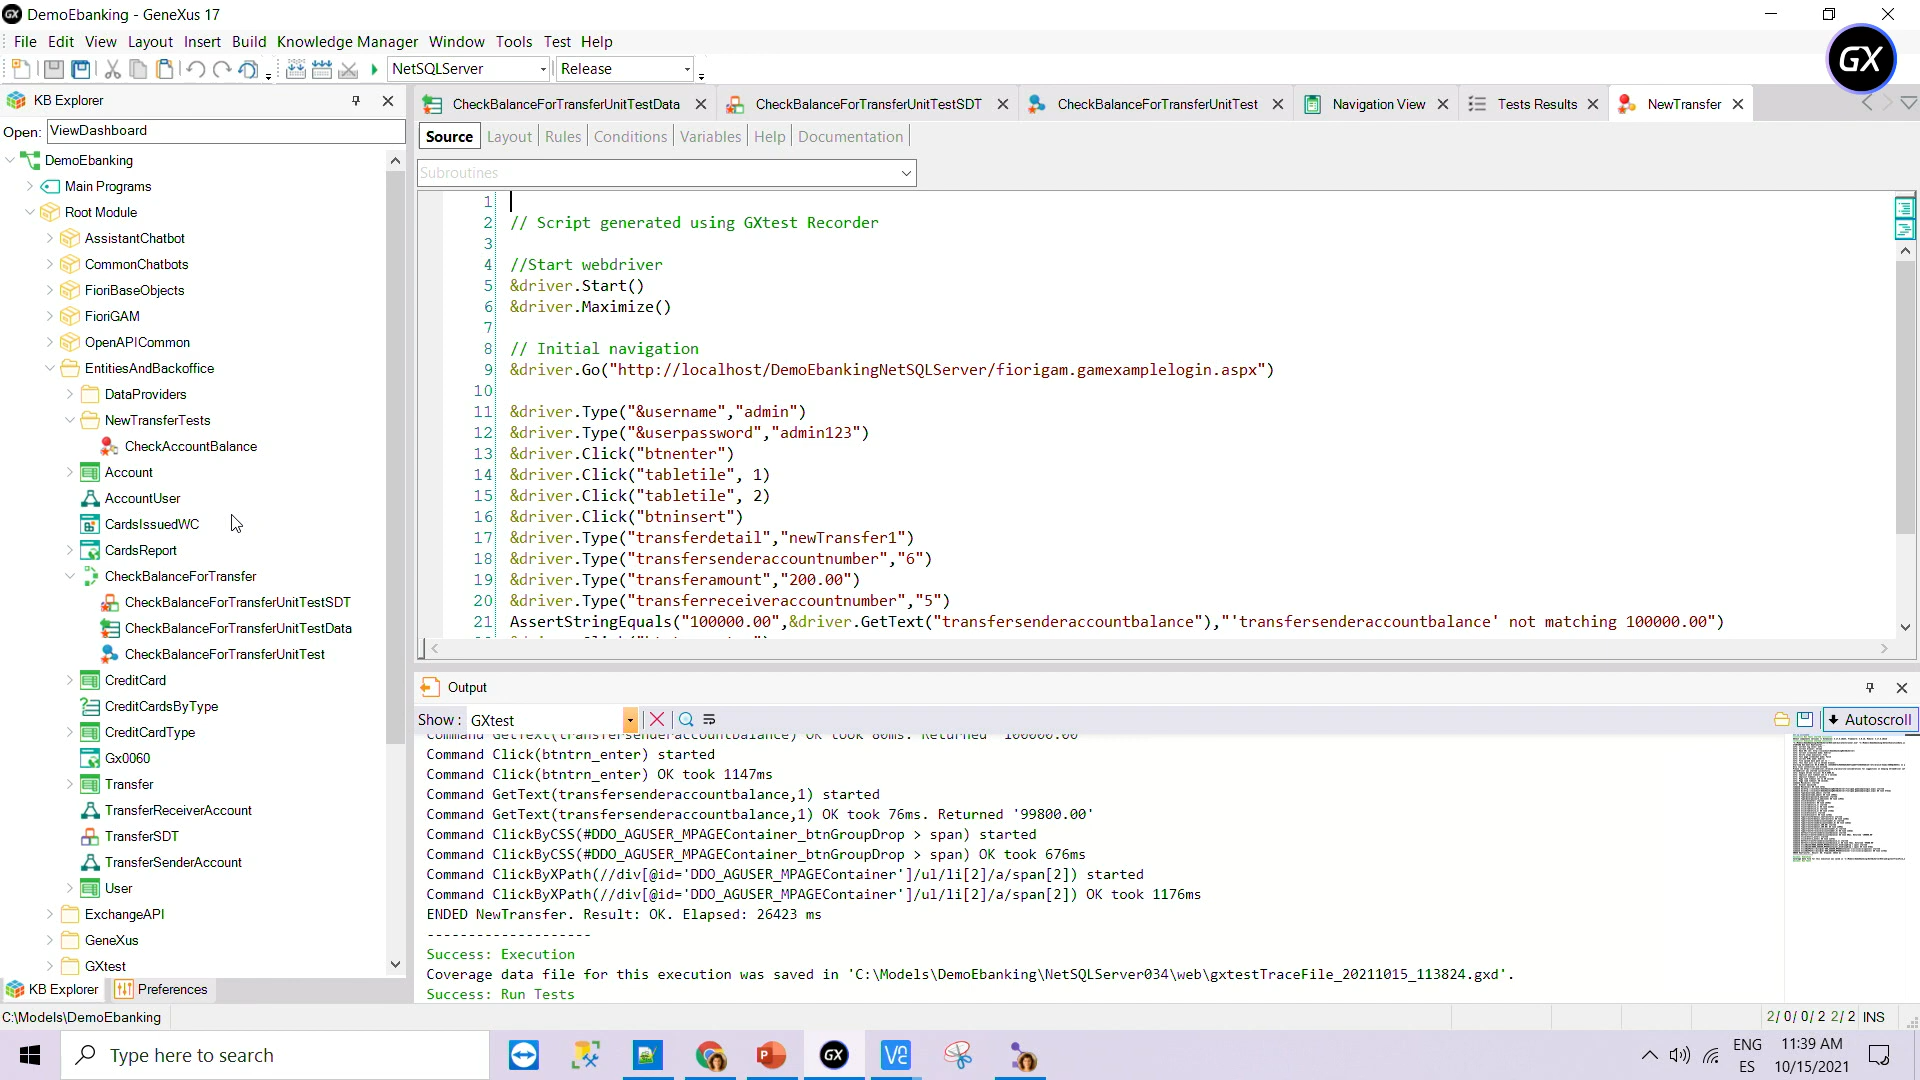 DemoEbanking - GeneXus 17
File Edit View Layout Insert Build Knowledge Manager Window Tools Test Help
NetSQLServer Release
GX
KB Explorer
Open: ViewDashboard
DemoEbanking
Main Programs
Root Module
AssistantChatbot
CommonChatbots
FioriBaseObjects
FioriGAM
OpenAPICommon
EntitiesAndBackoffice
DataProviders
NewTransferTests
CheckAccountBalance
Account
AccountUser
CardsIssuedWC
CardsReport
CheckBalanceForTransfer
CheckBalanceForTransferUnitTestSDT
CheckBalanceForTransferUnitTestData
CheckBalanceForTransferUnitTest
CreditCard
CreditCardsByType
CreditCardType
Gx0060
Transfer
TransferReceiverAccount
TransferSDT
TransferSenderAccount
User
ExchangeAPI
GeneXus
GXtest
KB Explorer Preferences
CheckBalanceForTransferUnitTestData CheckBalanceForTransferUnitTestSDT CheckBalanceForTransferUnitTest Navigation View Tests Results NewTransfer
Source Layout Rules Conditions Variables Help Documentation
Subroutines
1
2 // Script generated using GXtest Recorder
3
4 //Start webdriver
5 &driver.Start()
6 &driver.Maximize()
7
8 // Initial navigation
9 &driver.Go("http://localhost/DemoEbankingNetSQLServer/fiorigam.gamexamplelogin.aspx")
10
11 &driver.Type("&username","admin")
12 &driver.Type("&userpassword","admin123")
13 &driver.Click("btnenter")
14 &driver.Click("tabletile", 1)
15 &driver.Click("tabletile", 2)
16 &driver.Click("btninsert")
17 &driver.Type("transferdetail","newTransfer1")
18 &driver.Type("transfersenderaccountnumber","6")
19 &driver.Type("transferamount","200.00")
20 &driver.Type("transferreceiveraccountnumber","5")
21 AssertStringEquals("100000.00",&driver.GetText("transfersenderaccountbalance"),"'transfersenderaccountbalance' not matching 100000.00")
Output
Show : GXtest Autoscroll
Command GetText(transfersenderaccountbalance) OK took 80ms. Returned '100000.00'
Command Click(btntrn_enter) started
Command Click(btntrn_enter) OK took 1147ms
Command GetText(transfersenderaccountbalance,1) started
Command GetText(transfersenderaccountbalance,1) OK took 76ms. Returned '99800.00'
Command ClickByCSS(#DDO_AGUSER_MPAGEContainer_btnGroupDrop > span) started
Command ClickByCSS(#DDO_AGUSER_MPAGEContainer_btnGroupDrop > span) OK took 676ms
Command ClickByXPath(//div[@id='DDO_AGUSER_MPAGEContainer']/ul/li[2]/a/span[2]) started
Command ClickByXPath(//div[@id='DDO_AGUSER_MPAGEContainer']/ul/li[2]/a/span[2]) OK took 1176ms
ENDED NewTransfer. Result: OK. Elapsed: 26423 ms
--------------------
Success: Execution
Coverage data file for this execution was saved in 'C:\Models\DemoEbanking\NetSQLServer034\web\gxtestTraceFile_20211015_113824.gxd'.
Success: Run Tests
C:\Models\DemoEbanking 2/ 0/ 0/ 2 2/ 2 INS
Type here to search
ENG 11:39 AM
ES 10/15/2021